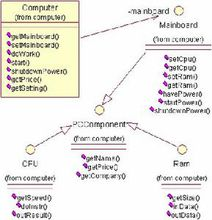 Computer
(from computer)
getMainboard()
setMainboard()
doWork()
start()
shutdownPower()
getPrice()
getSetting()
-mainboard
Mainboard
(from computer)
getCpu()
setCpu()
setRam()
getRam()
havePower()
startPower()
shutdownPower()
PCComponent
(from computer)
getName()
getPrice()
getCompany()
CPU
(from computer)
getSpeed()
doInstr()
outResult()
Ram
(from computer)
getSize()
inData()
outData()